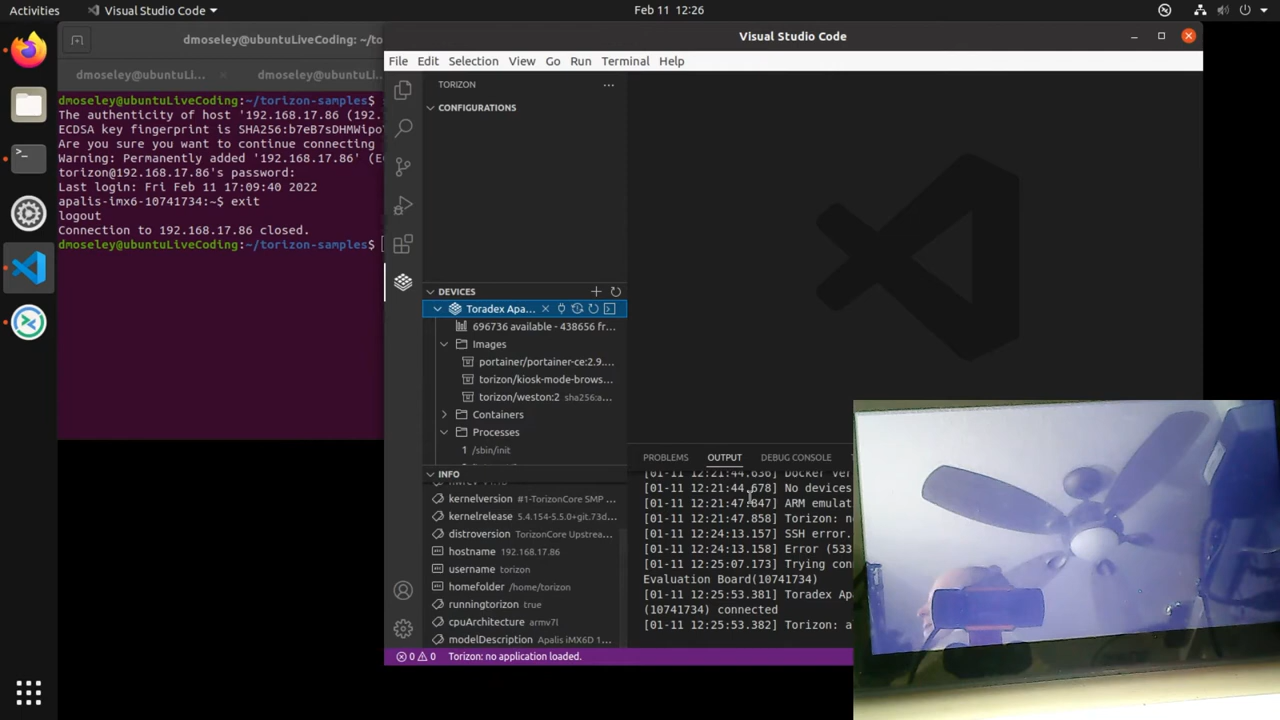 Activities
Visual Studio Code
Feb 11 12:26
dmoseley@ubuntuLiveCoding: ~/to
dmoseley@ubuntuLi...
dmoseley@ubuntuLi.
dmoseley@ubuntuLiveCoding:~/torizon-samples$
The authenticity of host '192.168.17.86 (192.
ECDSA key fingerprint is SHA256:b7eB7sDHMWipo
Are you sure you want to continue connecting
Warning: Permanently added '192.168.17.86' (E
torizon@192.168.17.86's password:
Last login: Fri Feb 11 17:09:40 2022
apalis-imx6-10741734:~$ exit
logout
Connection to 192.168.17.86 closed.
dmoseley@ubuntuLiveCoding:~/torizon-samples$
Visual Studio Code
File Edit Selection View Go Run Terminal Help
TORIZON
CONFIGURATIONS
DEVICES
Toradex Apa...
696736 available - 438656 fr...
Images
portainer/portainer-ce:2.9....
torizon/kiosk-mode-brows...
torizon/weston:2 sha256:a...
Containers
Processes
1 /sbin/init
INFO
kernelversion #1-TorizonCore SMP ...
kernelrelease 5.4.154-5.5.0+git.73d...
distroversion TorizonCore Upstrea...
hostname 192.168.17.86
username torizon
homefolder /home/torizon
runningtorizon true
cpuArchitecture armv7l
modelDescription Apalis iMX6D 1...
PROBLEMS OUTPUT DEBUG CONSOLE
[01-11 12:21:44.636] Docker ver
[01-11 12:21:44.678] No devices
[01-11 12:21:47.847] ARM emulat
[01-11 12:21:47.858] Torizon: n
[01-11 12:24:13.157] SSH error.
[01-11 12:24:13.158] Error (533
[01-11 12:25:07.173] Trying con
Evaluation Board(10741734)
[01-11 12:25:53.381] Toradex Ap
(10741734) connected
[01-11 12:25:53.382] Torizon: a
0 0 Torizon: no application loaded.